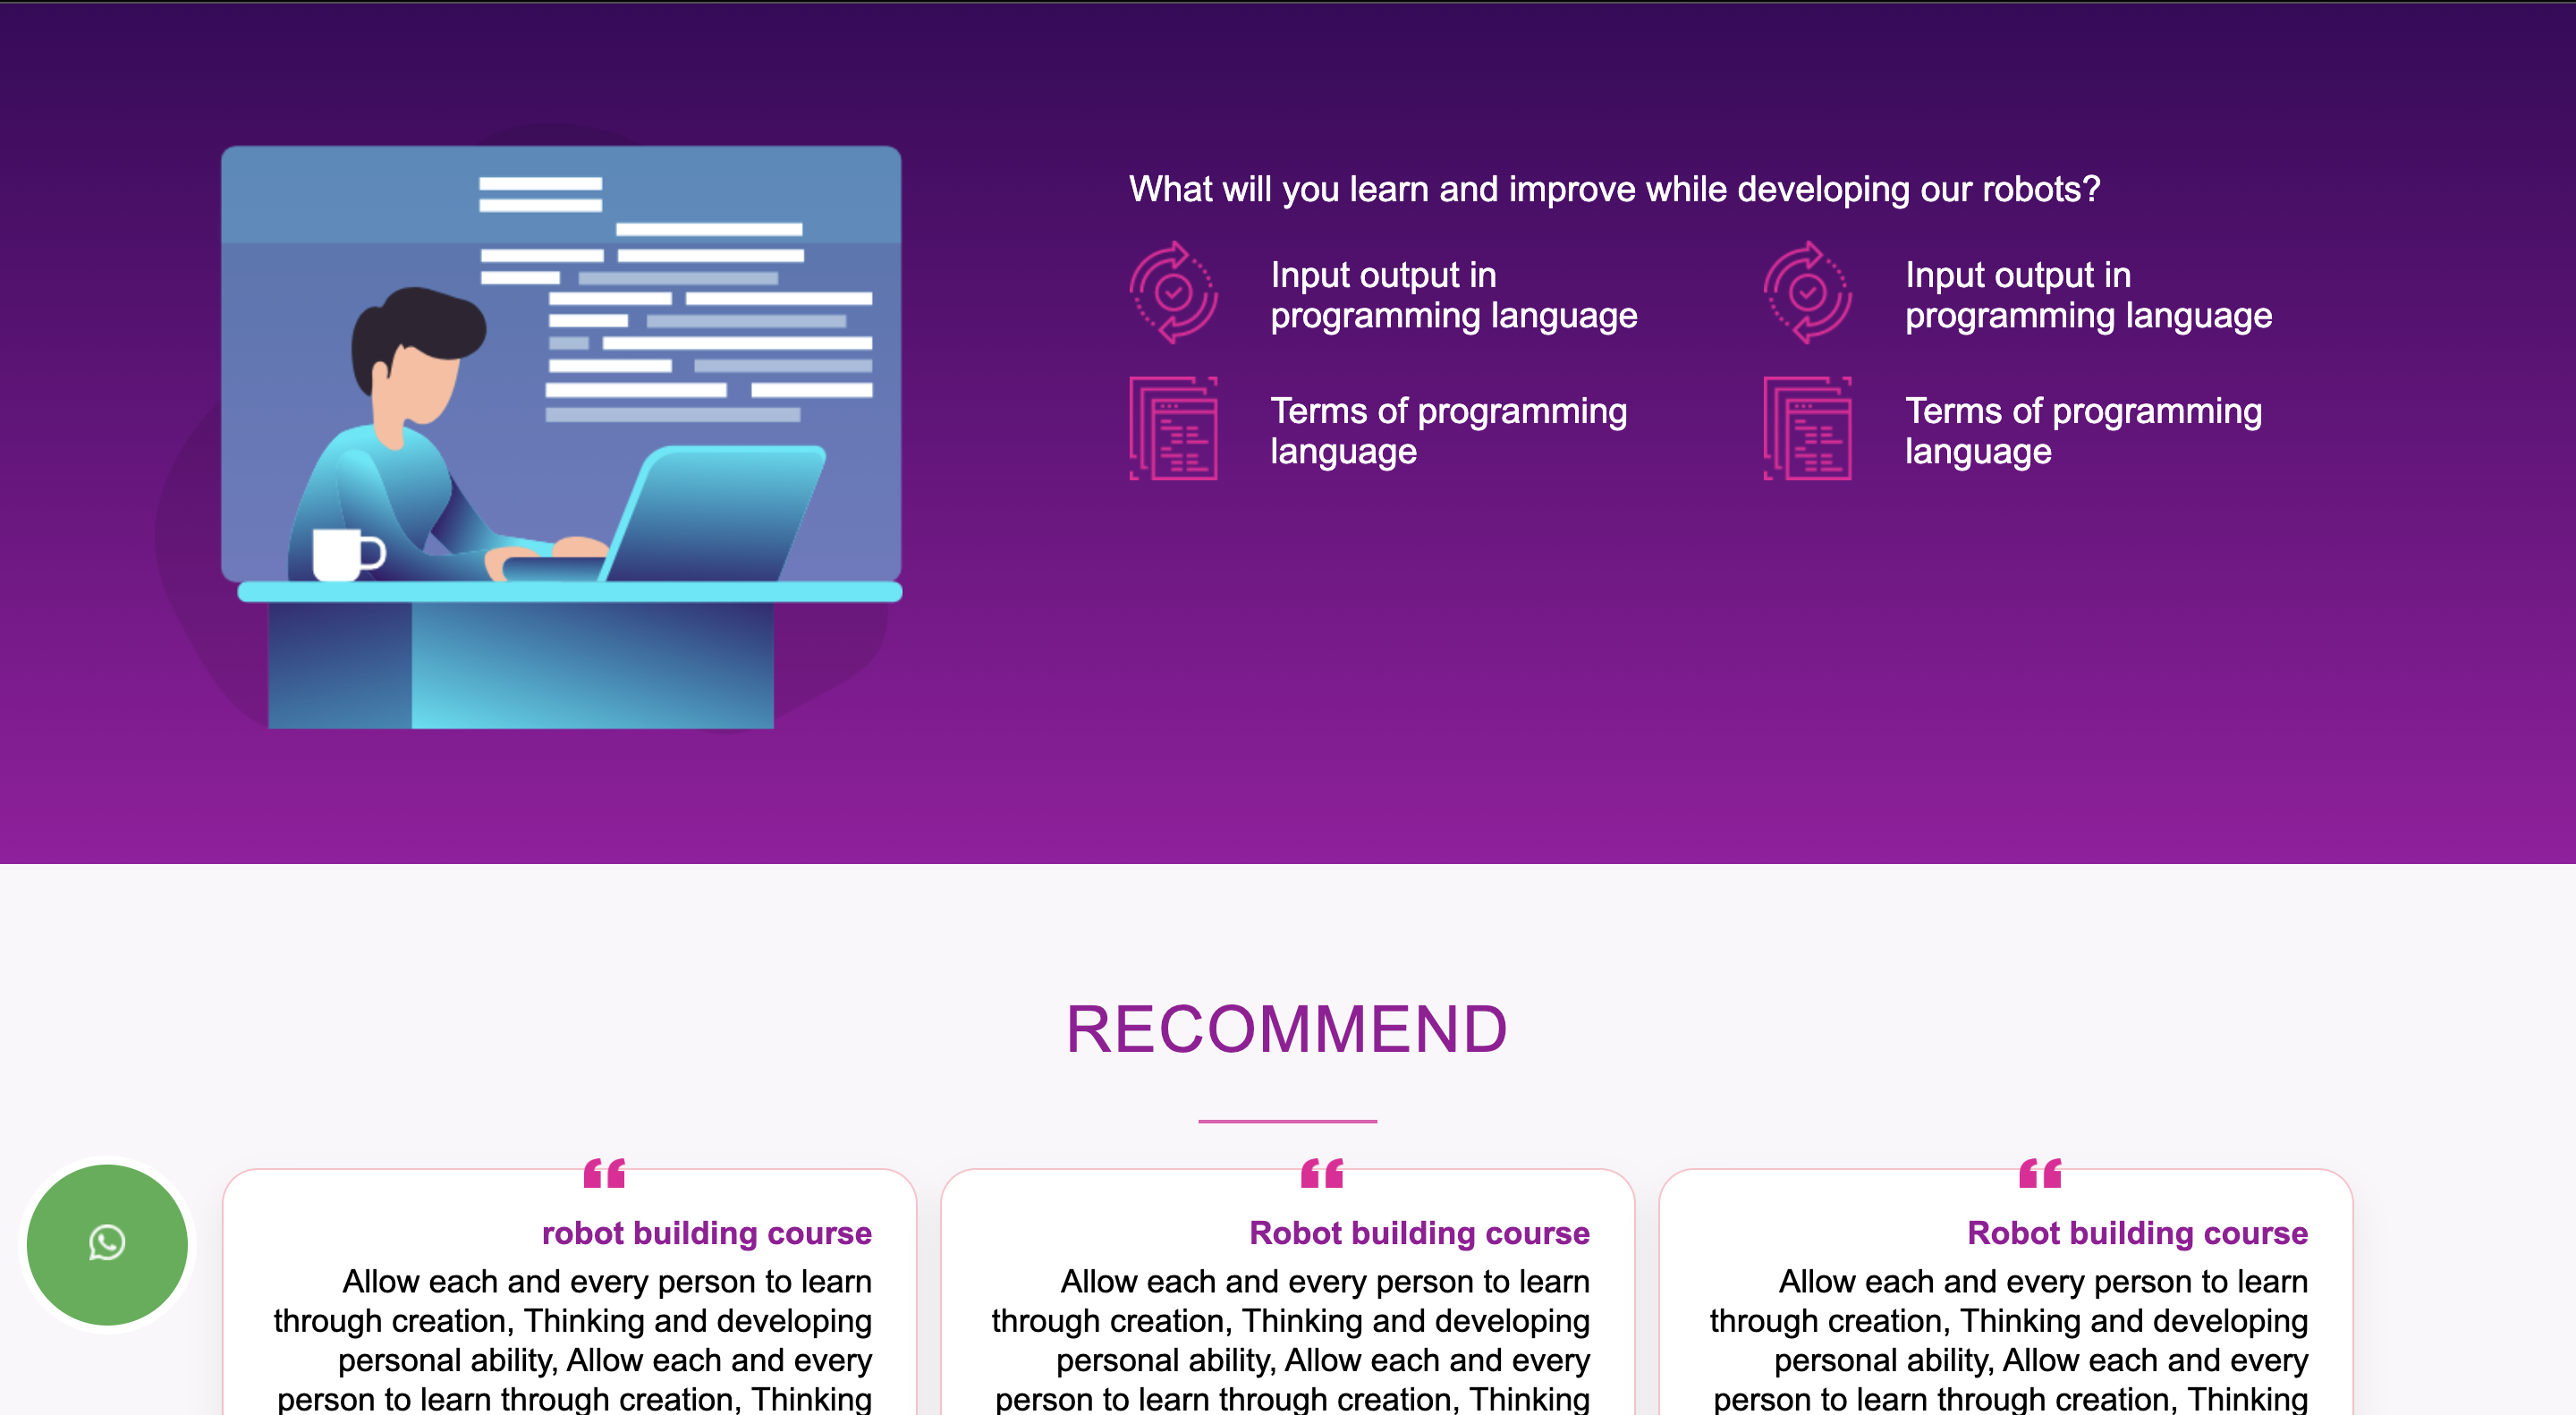 What will you learn and improve while developing our robots?
Input output in
programming language
Input output in
programming language
Terms of programming
language
Terms of programming
language
RECOMMEND
robot building course
Allow each and every person to learn
through creation, Thinking and developing
personal ability, Allow each and every
person to learn through creation, Thinking
Robot building course
Allow each and every person to learn
through creation, Thinking and developing
personal ability, Allow each and every
person to learn through creation, Thinking
Robot building course
Allow each and every person to learn
through creation, Thinking and developing
personal ability, Allow each and every
person to learn through creation, Thinking